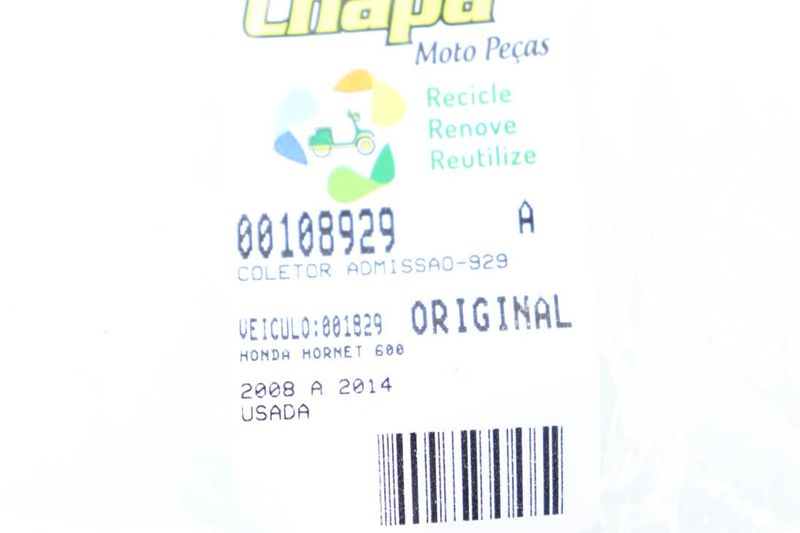 Chapa
Moto Peças
Recicle
Renove
Reutilize
00108929 A
COLETOR ADMISSAO-929
VEICULO:001829 ORIGINAL
HONDA HORNET 600
2008 A 2014
USADA